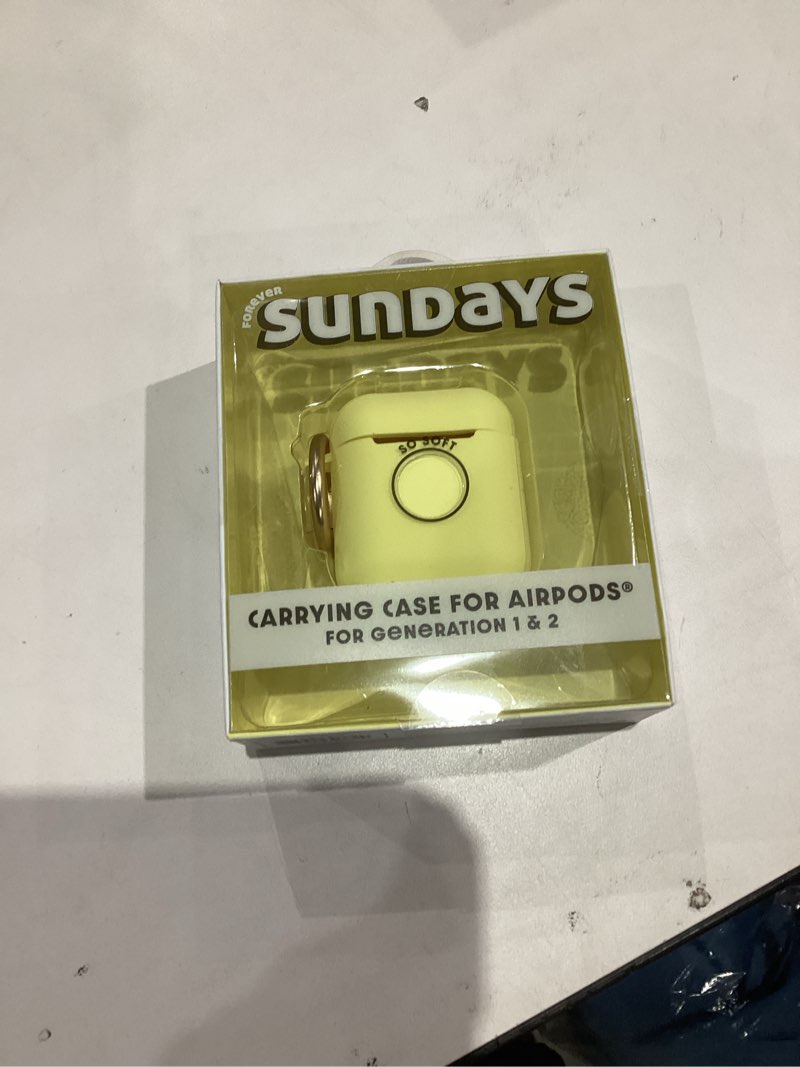 FOREVER
SUNDAYS
SO SOFT
CARRYING CASE FOR AIRPODS®
FOR GENERATION 1 & 2